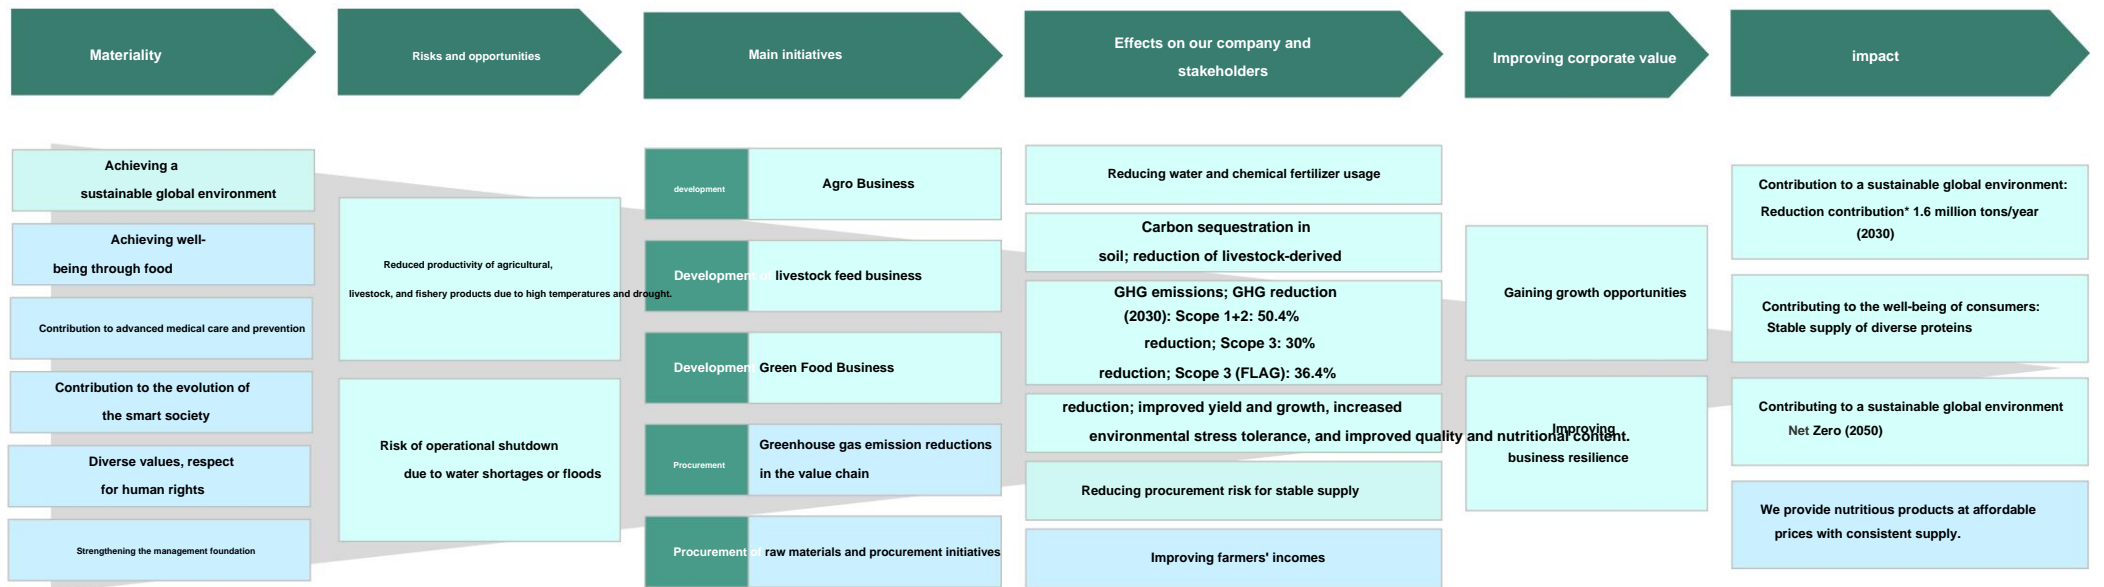 Materiality
Risks and opportunities
Main initiatives
Effects on our company and
stakeholders
Improving corporate value
impact
Achieving a
sustainable global environment
Achieving well-
being through food
Contribution to advanced medical care and prevention
Contribution to the evolution of
the smart society
Diverse values, respect
for human rights
Strengthening the management foundation
Reduced productivity of agricultural,
livestock, and fishery products due to high temperatures and drought.
Risk of operational shutdown
due to water shortages or floods
development
Agro Business
Development of livestock feed business
Development Green Food Business
Procurement
Greenhouse gas emission reductions
in the value chain
Procurement of raw materials and procurement initiatives
Reducing water and chemical fertilizer usage
Carbon sequestration in
soil; reduction of livestock-derived
GHG emissions; GHG reduction
(2030): Scope 1+2: 50.4%
reduction; Scope 3: 30%
reduction; Scope 3 (FLAG): 36.4%
reduction; improved yield and growth, increased
environmental stress tolerance, and improved quality and nutritional content.
Reducing procurement risk for stable supply
Improving farmers' incomes
Gaining growth opportunities
Improving
business resilience
Contribution to a sustainable global environment:
Reduction contribution* 1.6 million tons/year
(2030)
Contributing to the well-being of consumers:
Stable supply of diverse proteins
Contributing to a sustainable global environment
Net Zero (2050)
We provide nutritious products at affordable
prices with consistent supply.